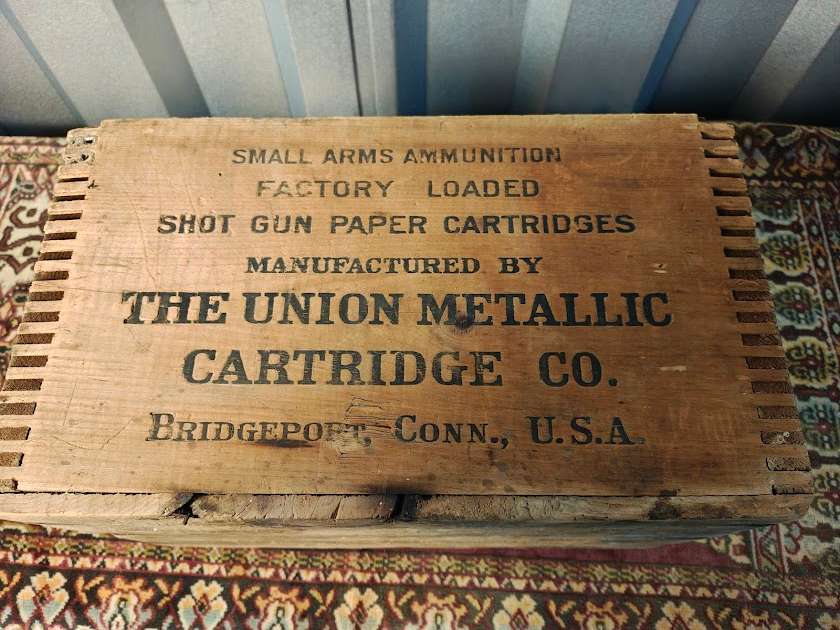 SMALL ARMS AMMUNITION
FACTORY LOADED
SHOT GUN PAPER CARTRIDGES
MANUFACTURED BY
THE UNION METALLIC
CARTRIDGE CO.
BRIDGEPORT, CONN., U.S.A.